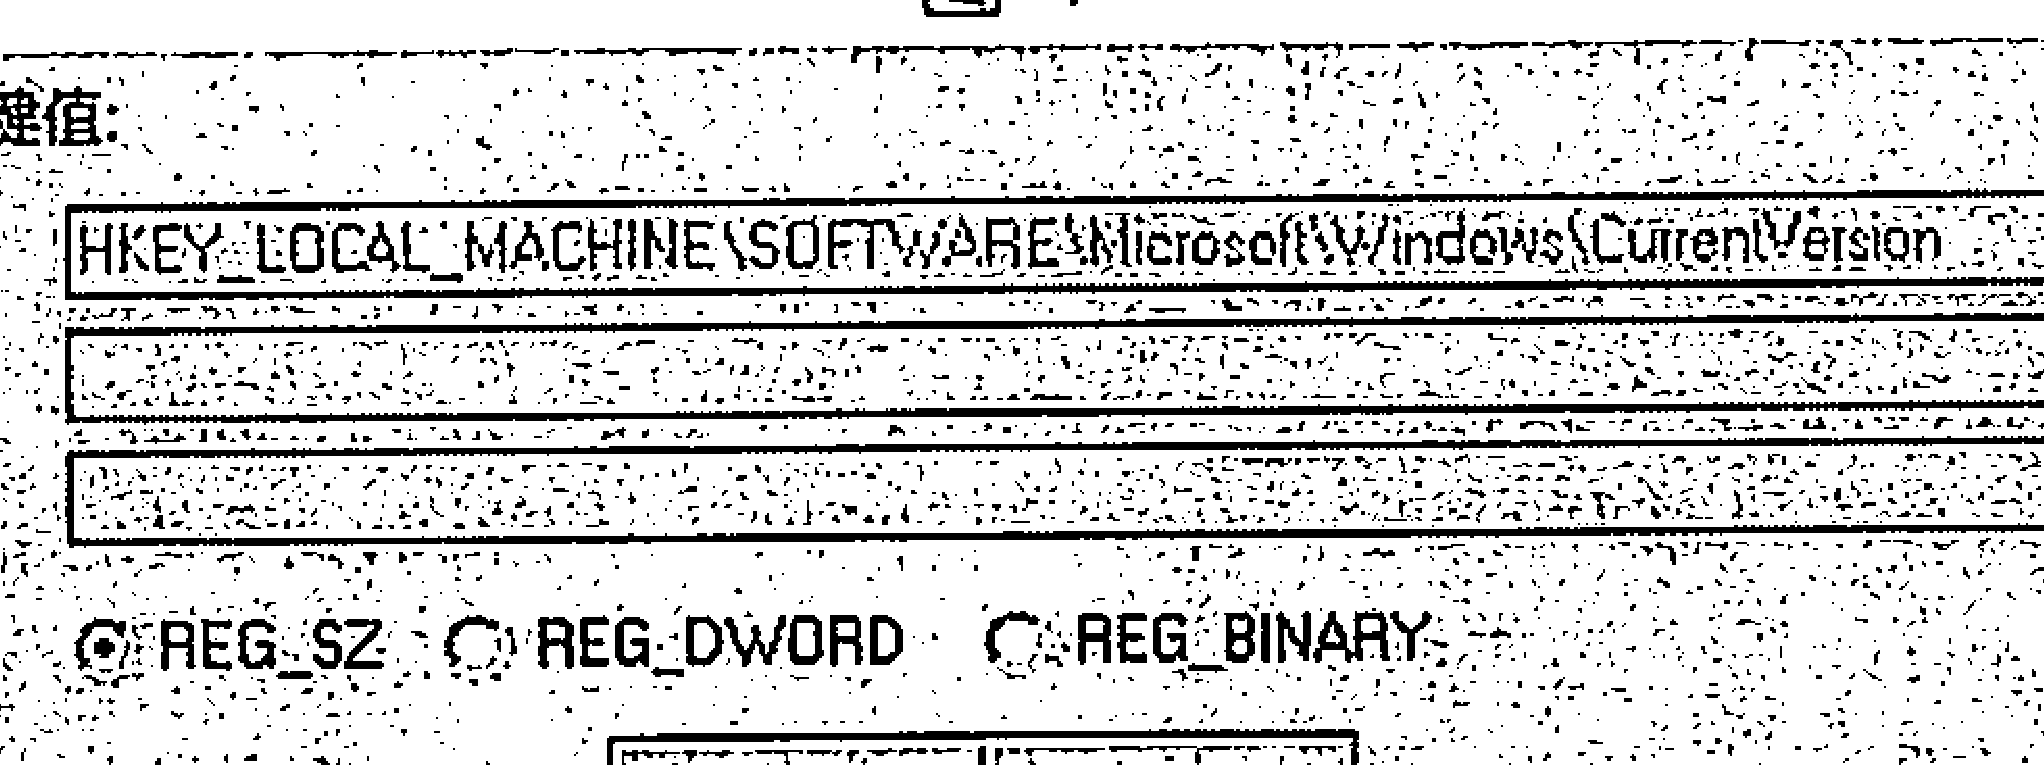 键值:
HKEY_LOCAL_MACHINE\SOFTWARE\Microsoft\Windows\CurrentVersion
REG_SZ REG_DWORD REG_BINARY